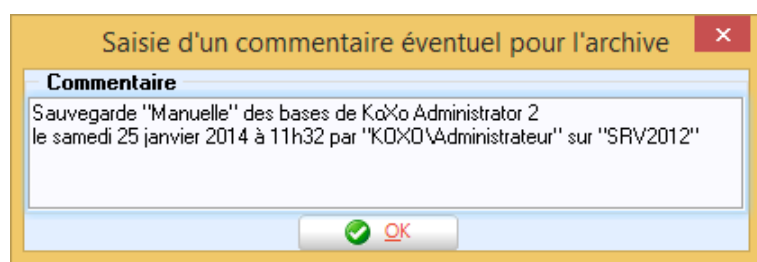 Saisie d'un commentaire éventuel pour l'archive
Commentaire
Sauvegarde "Manuelle" des bases de KoXo Administrator 2
le samedi 25 janvier 2014 à 11h32 par "KOXO\Administrateur" sur "SRV2012"
OK